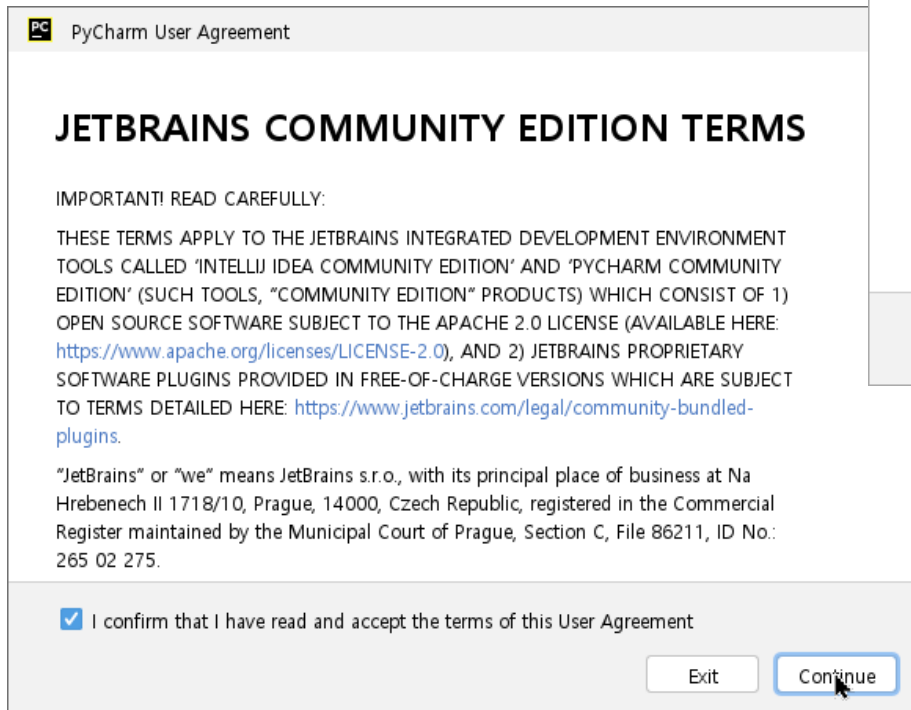 PC PyCharm User Agreement
JETBRAINS COMMUNITY EDITION TERMS
IMPORTANT! READ CAREFULLY:
THESE TERMS APPLY TO THE JETBRAINS INTEGRATED DEVELOPMENT ENVIRONMENT
TOOLS CALLED ‘INTELLIJ IDEA COMMUNITY EDITION’ AND ‘PYCHARM COMMUNITY
EDITION’ (SUCH TOOLS, “COMMUNITY EDITION” PRODUCTS) WHICH CONSIST OF 1)
OPEN SOURCE SOFTWARE SUBJECT TO THE APACHE 2.0 LICENSE (AVAILABLE HERE:
https://www.apache.org/licenses/LICENSE-2.0), AND 2) JETBRAINS PROPRIETARY
SOFTWARE PLUGINS PROVIDED IN FREE-OF-CHARGE VERSIONS WHICH ARE SUBJECT
TO TERMS DETAILED HERE: https://www.jetbrains.com/legal/community-bundled-
plugins.
“JetBrains” or “we” means JetBrains s.r.o., with its principal place of business at Na
Hrebenech II 1718/10, Prague, 14000, Czech Republic, registered in the Commercial
Register maintained by the Municipal Court of Prague, Section C, File 86211, ID No.:
265 02 275.
I confirm that I have read and accept the terms of this User Agreement
Exit Continue